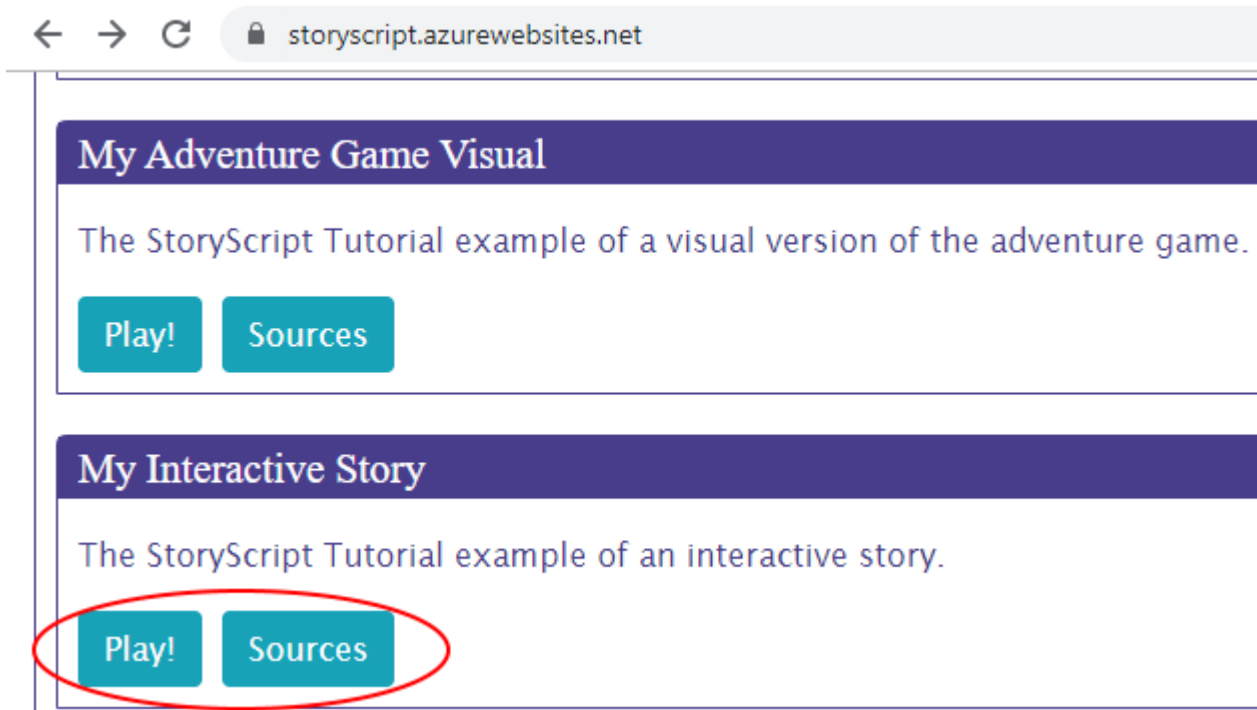 storyscript.azurewebsites.net
My Adventure Game Visual
The StoryScript Tutorial example of a visual version of the adventure game.
Play! Sources
My Interactive Story
The StoryScript Tutorial example of an interactive story.
Play! Sources